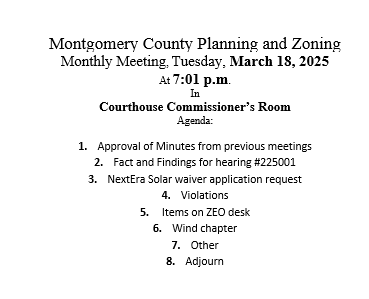 Montgomery County Planning and Zoning
Monthly Meeting, Tuesday, March 18, 2025
At 7:01 p.m.
In
Courthouse Commissioner's Room
Agenda:
1. Approval of Minutes from previous meetings
2. Fact and Findings for hearing #225001
3. NextEra Solar waiver application request
4. Violations
5. Items on ZEO desk
6. Wind chapter
7. Other
8. Adjourn